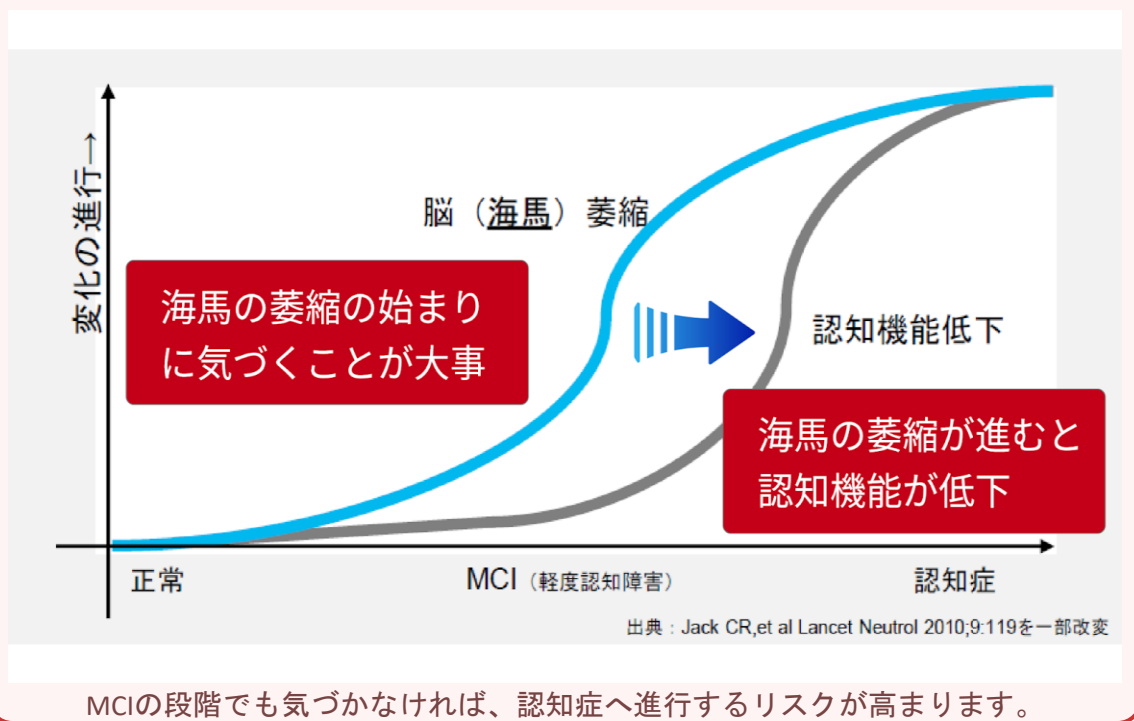 変化の進行→
脳（海馬）萎縮
海馬の萎縮の始まり
に気づくことが大事
認知機能低下
海馬の萎縮が進むと
認知機能が低下
正常
MCI（軽度認知障害）
認知症
出典：Jack CR,et al Lancet Neutrol 2010;9:119を一部改変
MCIの段階でも気づかなければ、認知症へ進行するリスクが高まります。